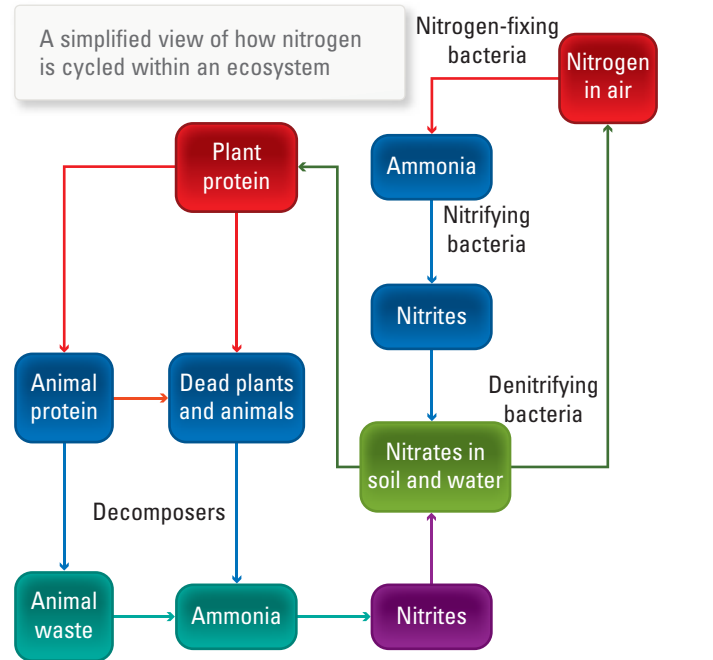 A simplified view of how nitrogen
is cycled within an ecosystem
Nitrogen-fixing
bacteria
Nitrogen
in air
Plant
protein
Ammonia
Nitrifying
bacteria
Nitrites
Animal
protein
Dead plants
and animals
Denitrifying
bacteria
Nitrates in
soil and water
Decomposers
Animal
waste
Ammonia
Nitrites